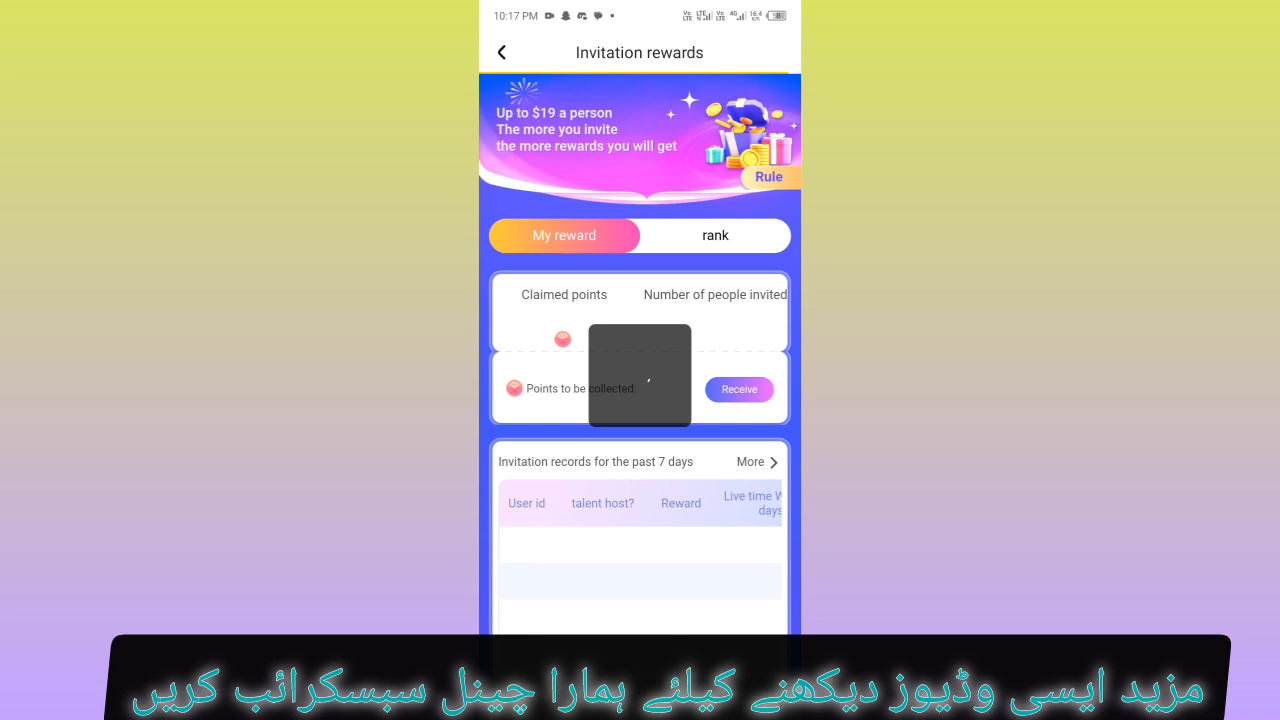 10:17 PM
Invitation rewards
Up to $19 a person
The more you invite
the more rewards you will get
Rule
My reward
rank
Claimed points
Number of people invited
Points to be collected:
Receive
Invitation records for the past 7 days
More
User id
talent host?
Reward
Live time W
days
مزید ایسی وڈیوز دیکھنے کیلئے ہمارا چینل سبسکرائب کریں